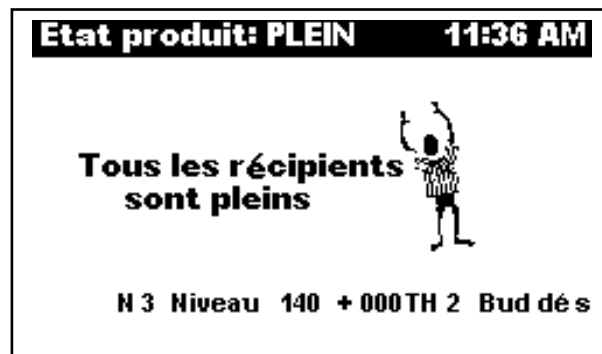 Etat produit: PLEIN 11:36 AM
Tous les récipients
sont pleins
N 3 Niveau 140 +000TH 2 Bud dés